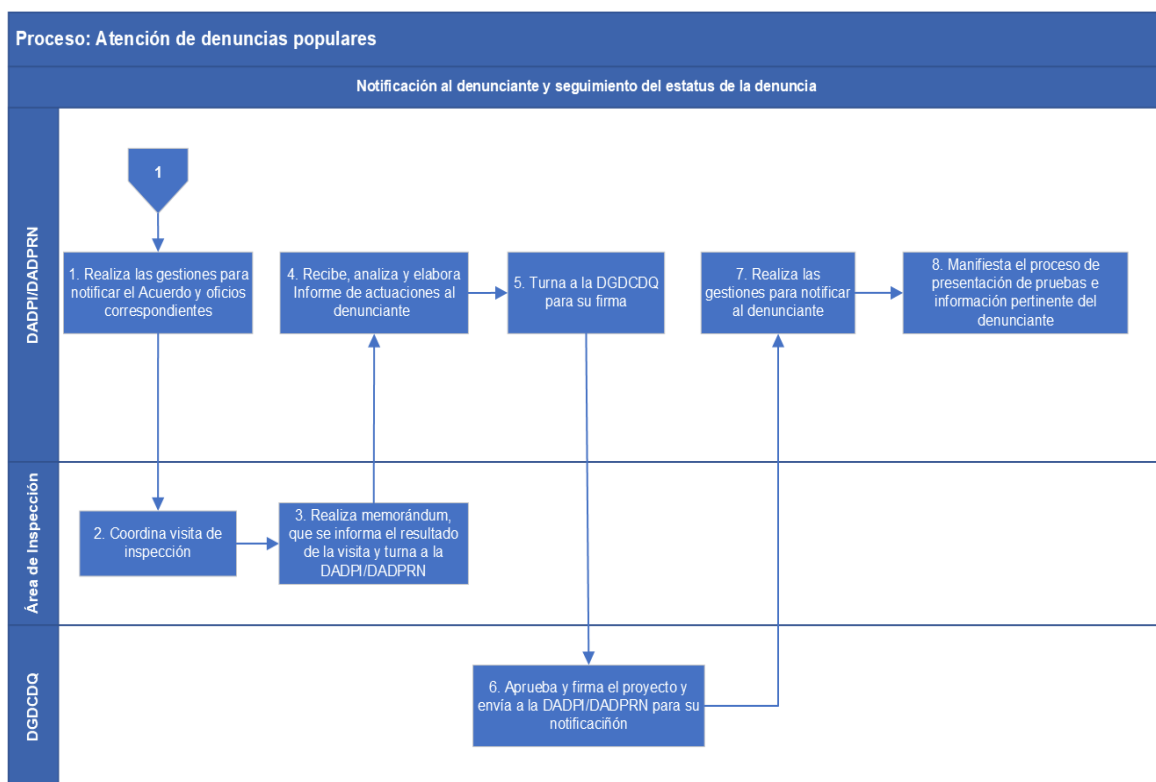 Proceso: Atención de denuncias populares
Notificación al denunciante y seguimiento del estatus de la denuncia
DADPI/DADPRN
1
1. Realiza las gestiones para
notificar el Acuerdo y oficios
correspondientes
4. Recibe, analiza y elabora
Informe de actuaciones al
denunciante
5. Turna a la DGDCDQ
para su firma
7. Realiza las
gestiones para notificar
al denunciante
8. Manifiesta el proceso de
presentación de pruebas e
información pertinente del
denunciante
Área de Inspección
2. Coordina visita de
inspección
3. Realiza memorándum,
que se informa el resultado
de la visita y turna a la
DADPI/DADPRN
DGDCDQ
6. Aprueba y firma el proyecto y
envía a la DADPI/DADPRN para su
notificaciñón